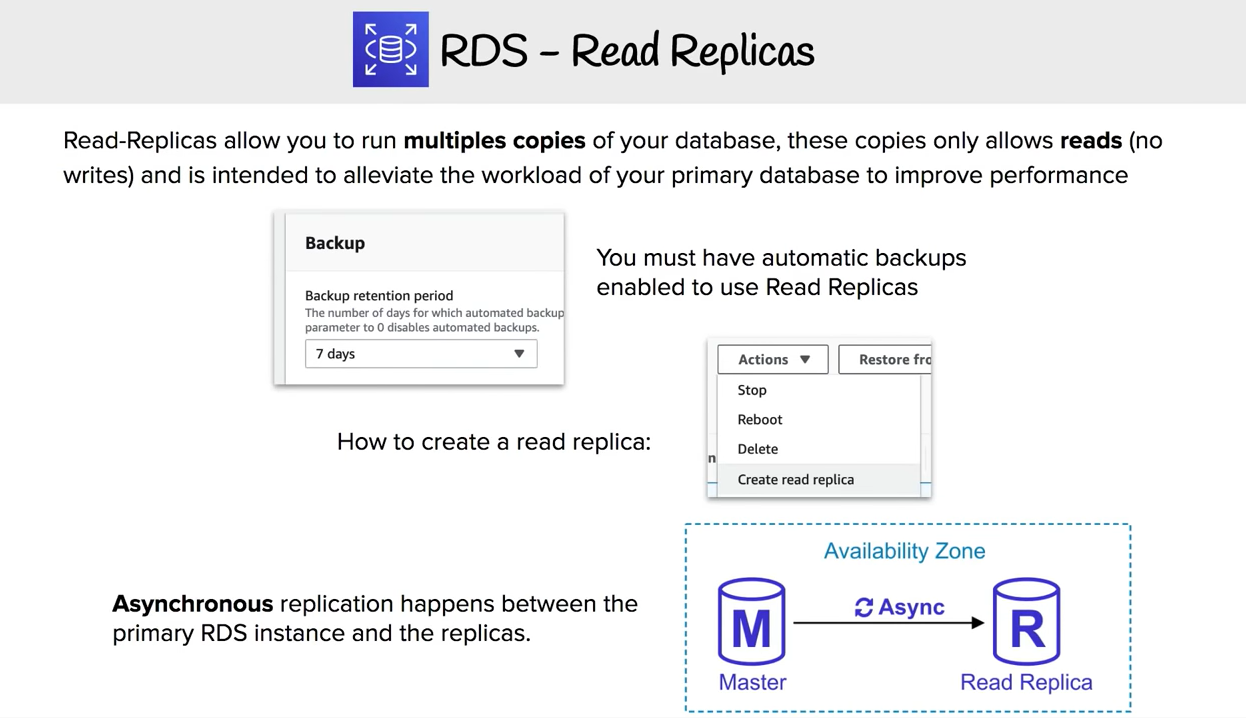 RDS – Read Replicas
Read-Replicas allow you to run multiples copies of your database, these copies only allows reads (no
writes) and is intended to alleviate the workload of your primary database to improve performance
Backup
Backup retention period
The number of days for which automated backup
parameter to 0 disables automated backups.
7 days
You must have automatic backups
enabled to use Read Replicas
How to create a read replica:
Actions
Restore fro
Stop
Reboot
Delete
n
Create read replica
Asynchronous replication happens between the
primary RDS instance and the replicas.
Availability Zone
M
Async
R
Master
Read Replica